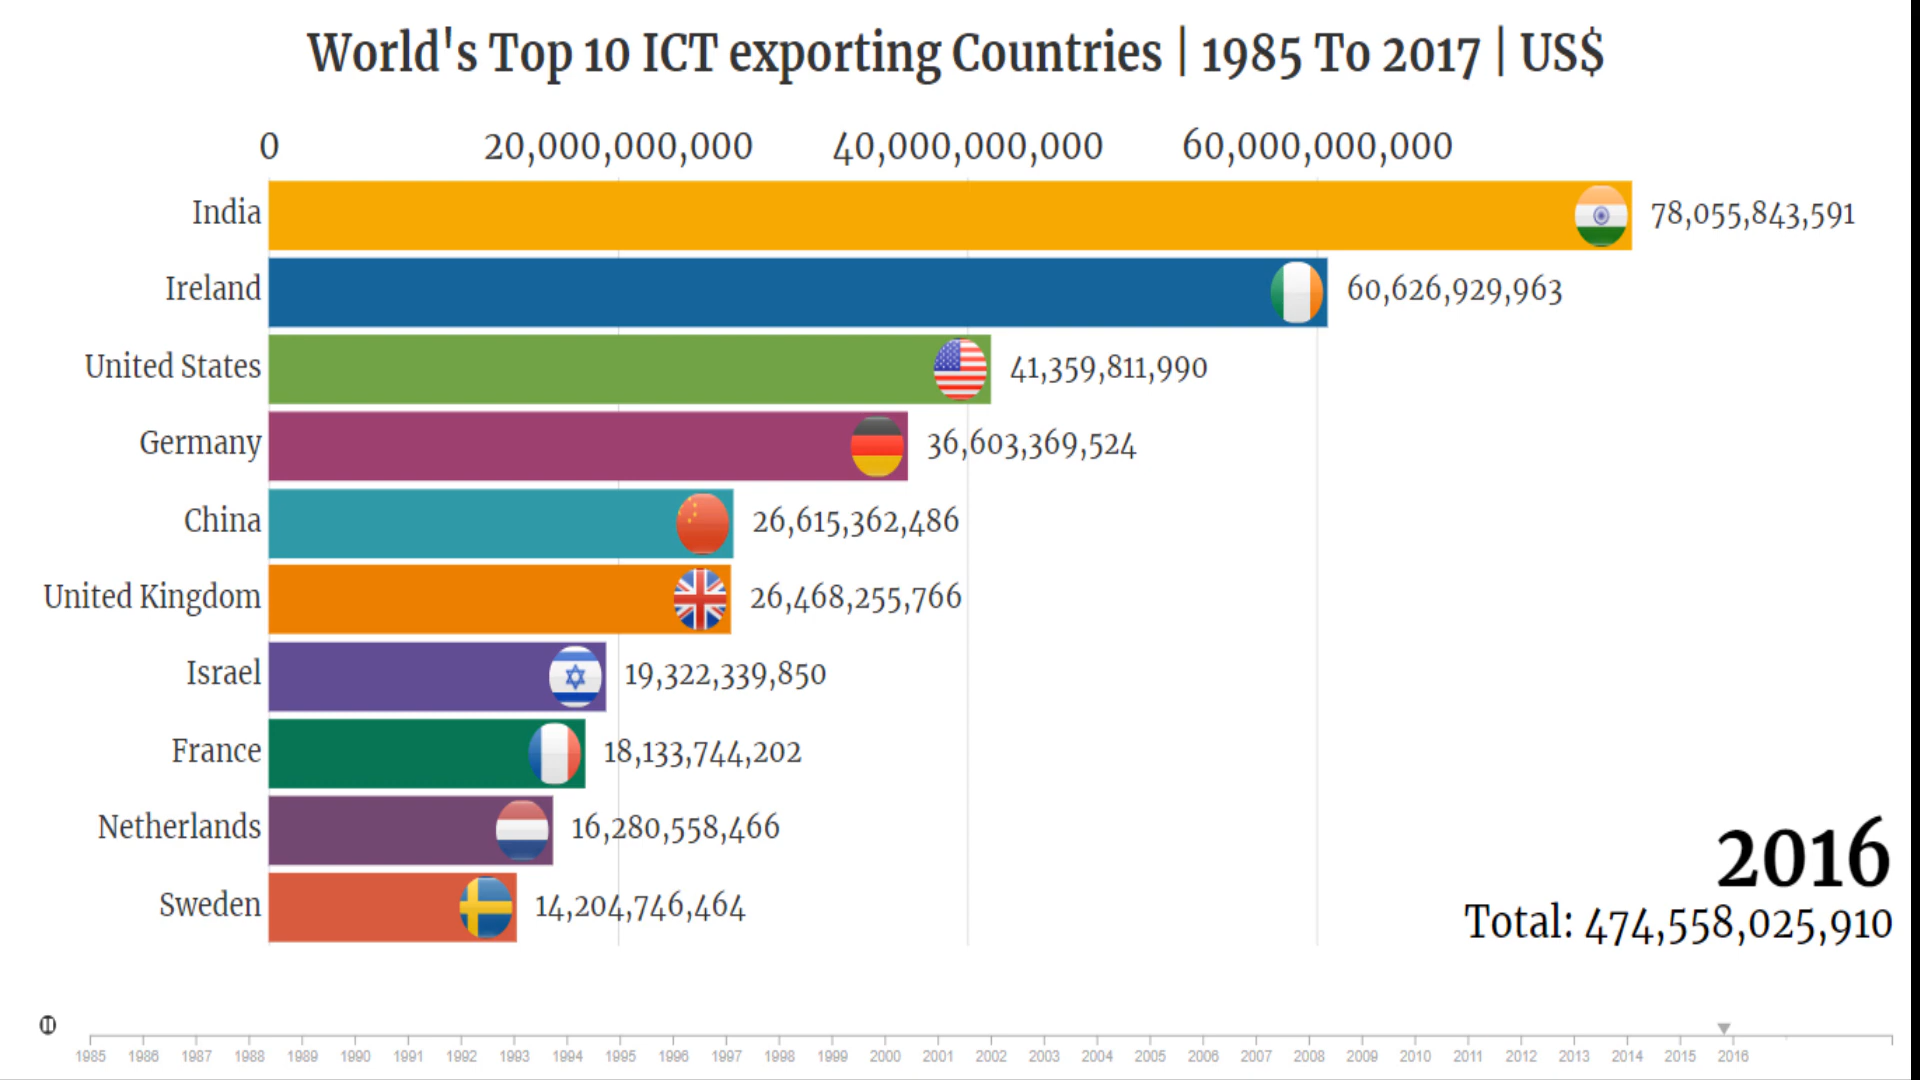 World's Top 10 ICT exporting Countries | 1985 To 2017 | US$
0 20,000,000,000 40,000,000,000 60,000,000,000
India 78,055,843,591
Ireland 60,626,929,963
United States 41,359,811,990
Germany 36,603,369,524
China 26,615,362,486
United Kingdom 26,468,255,766
Israel 19,322,339,850
France 18,133,744,202
Netherlands 16,280,558,466
Sweden 14,204,746,464
2016
Total: 474,558,025,910
1985 1986 1987 1988 1989 1990 1991 1992 1993 1994 1995 1996 1997 1998 1999 2000 2001 2002 2003 2004 2005 2006 2007 2008 2009 2010 2011 2012 2013 2014 2015 2016